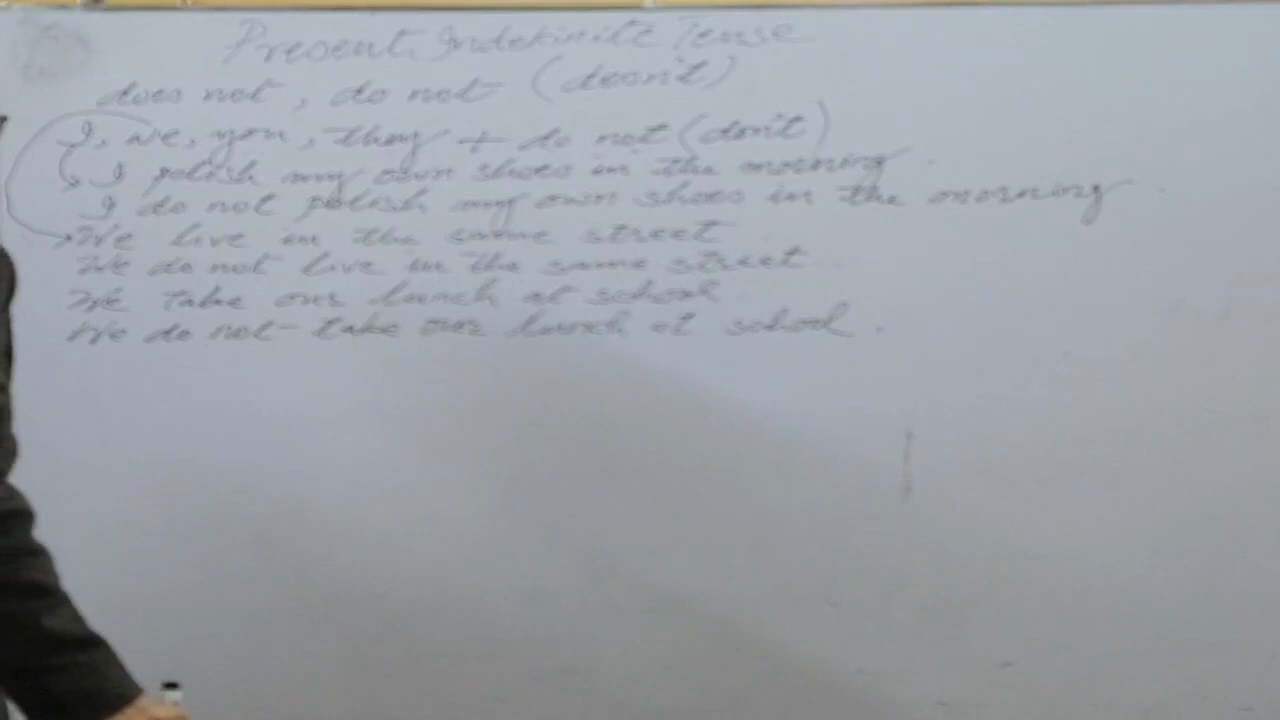 Present Indefinite Tense
does not, do not (doesn't)
I, we, you, they + do not (don't)
I polish my own shoes in the morning
I do not polish my own shoes in the morning
We live in the same street
We do not live in the same street
We take our lunch at school
We do not take our lunch at school.